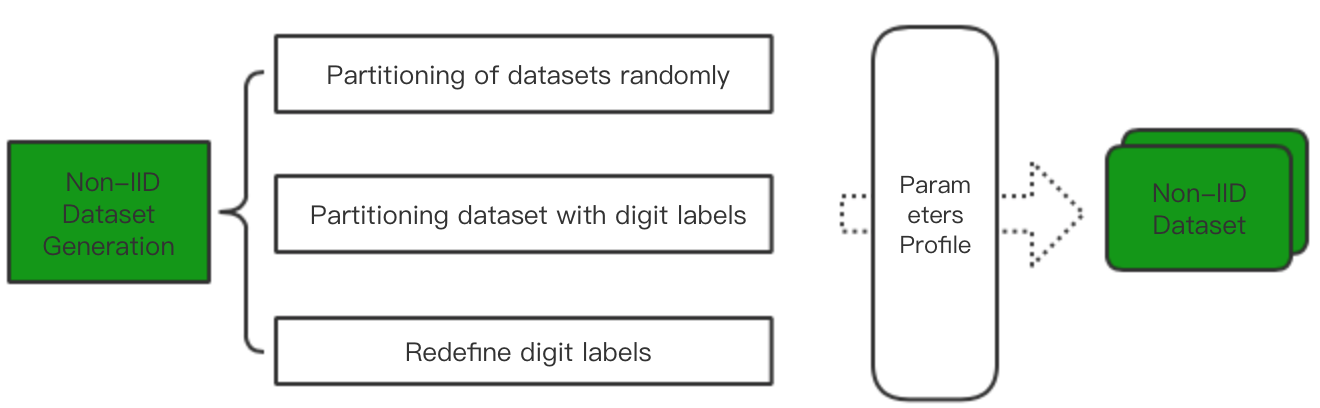 Non-IID
Dataset
Generation
Partitioning of datasets randomly
Partitioning dataset with digit labels
Redefine digit labels
Param
eters
Profile
Non-IID
Dataset